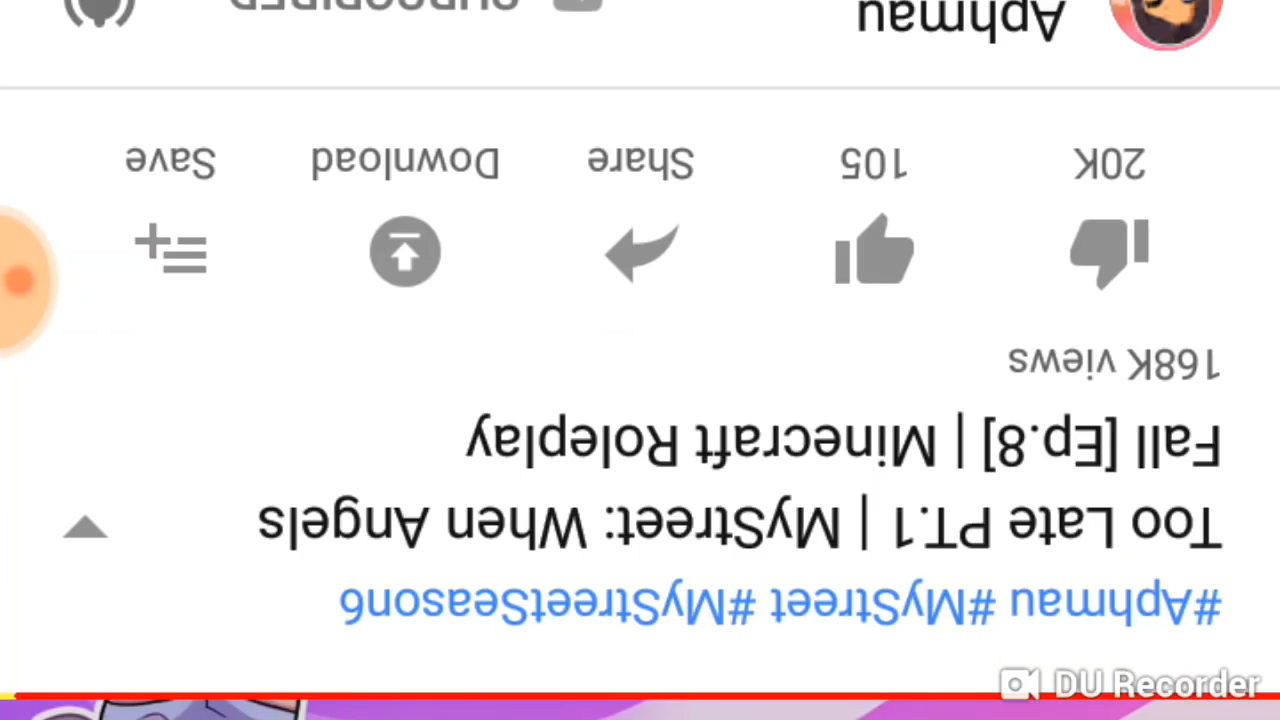 #Aphmau #MyStreet #MyStreetSeason6
Too Late PT.1 | MyStreet: When Angels
Fall [Ep.8] | Minecraft Roleplay
168K views
20K 105 Share Download Save
Aphmau SUBSCRIBED
DU Recorder